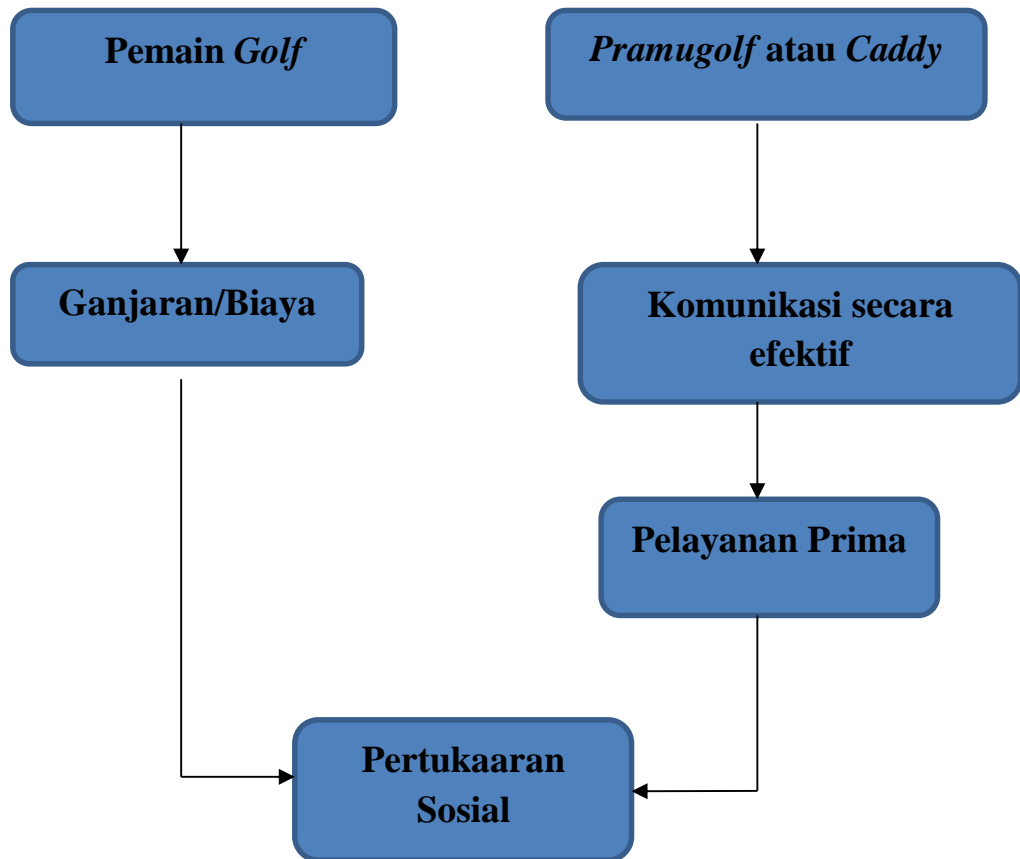 Pemain Golf
Pramugolf atau Caddy
Ganjaran/Biaya
Komunikasi secara
efektif
Pelayanan Prima
Pertukaaran
Sosial